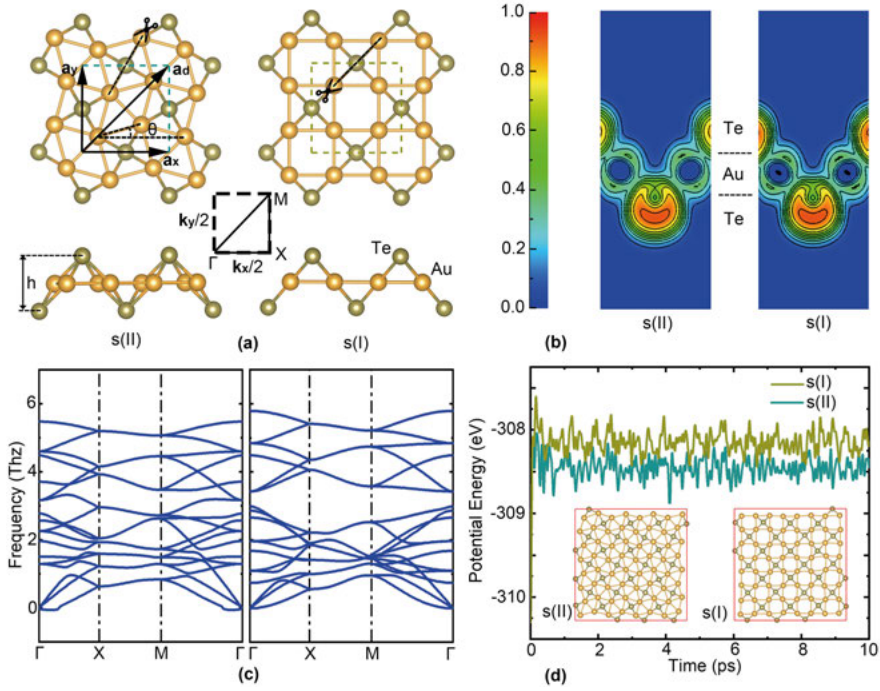 a_y
a_d
θ
a_x
k_y/2
M
Γ
k_x/2
X
h
Te
Au
s(II)
(a)
s(I)
1.0
0.8
0.6
0.4
0.2
0.0
Te
Au
Te
s(II)
s(I)
(b)
Frequency (Thz)
6
4
2
0
Γ
X
M
Γ
Γ
X
M
Γ
(c)
Potential Energy (eV)
-308
-309
-310
s(I)
s(II)
s(II)
s(I)
0
2
4
6
8
10
Time (ps)
(d)